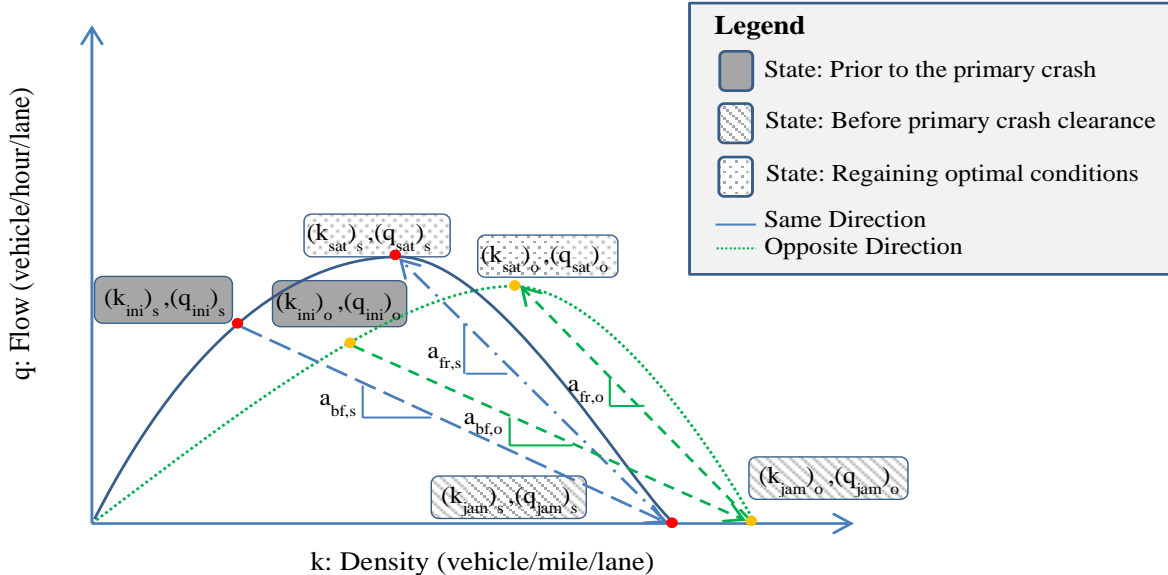 Legend
State: Prior to the primary crash
State: Before primary crash clearance
State: Regaining optimal conditions
Same Direction
Opposite Direction
q: Flow (vehicle/hour/lane)
(k_sat)_s ,(q_sat)_s
(k_sat)_o ,(q_sat)_o
(k_ini)_s ,(q_ini)_s
(k_ini)_o ,(q_ini)_o
a_fr,s
a_fr,o
a_bf,s
a_bf,o
(k_jam)_o ,(q_jam)_o
(k_jam)_s ,(q_jam)_s
k: Density (vehicle/mile/lane)